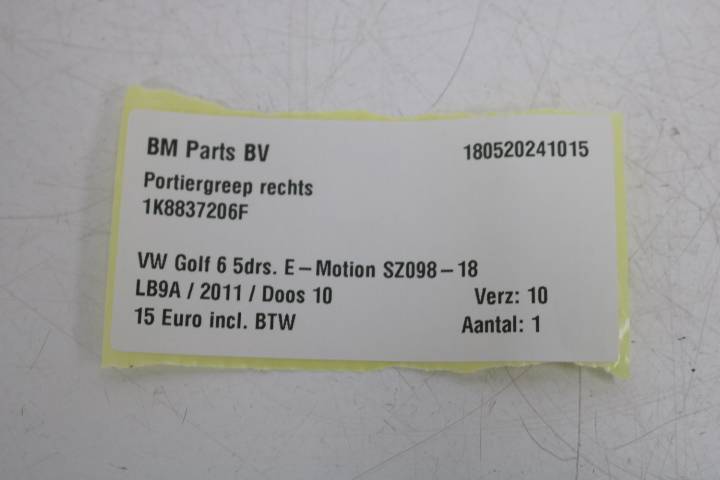 BM Parts BV 180520241015
Portiergreep rechts
1K8837206F
VW Golf 6 5drs. E-Motion SZ098-18
LB9A / 2011 / Doos 10 Verz: 10
15 Euro incl. BTW Aantal: 1